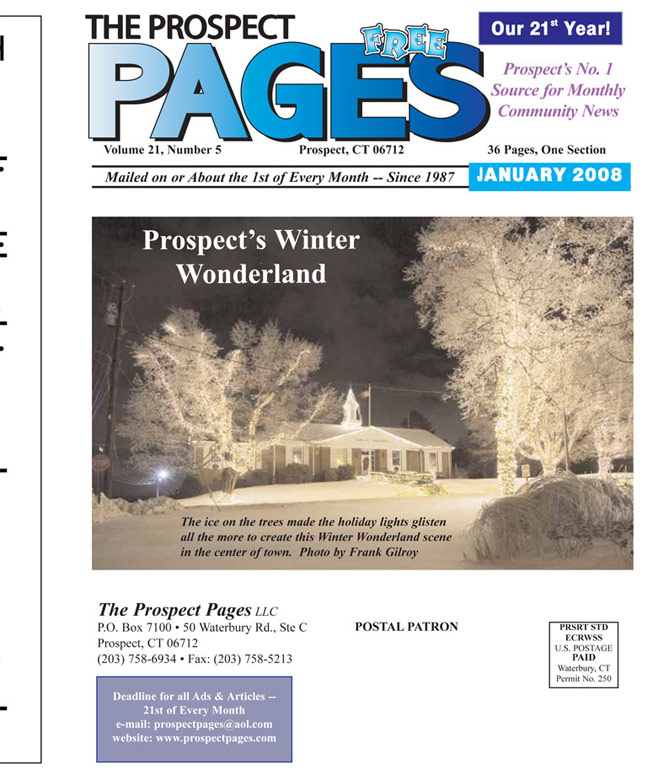 THE PROSPECT
PAGES
FREE
Our 21st Year!
Prospect's No. 1
Source for Monthly
Community News
Volume 21, Number 5 Prospect, CT 06712 36 Pages, One Section
Mailed on or About the 1st of Every Month -- Since 1987
JANUARY 2008
Prospect's Winter
Wonderland
The ice on the trees made the holiday lights glisten
all the more to create this Winter Wonderland scene
in the center of town. Photo by Frank Gilroy
The Prospect Pages LLC
P.O. Box 7100 • 50 Waterbury Rd., Ste C
Prospect, CT 06712
(203) 758-6934 • Fax: (203) 758-5213
POSTAL PATRON
PRSRT STD
ECRWSS
U.S. POSTAGE
PAID
Waterbury, CT
Permit No. 250
Deadline for all Ads & Articles --
21st of Every Month
e-mail: prospectpages@aol.com
website: www.prospectpages.com